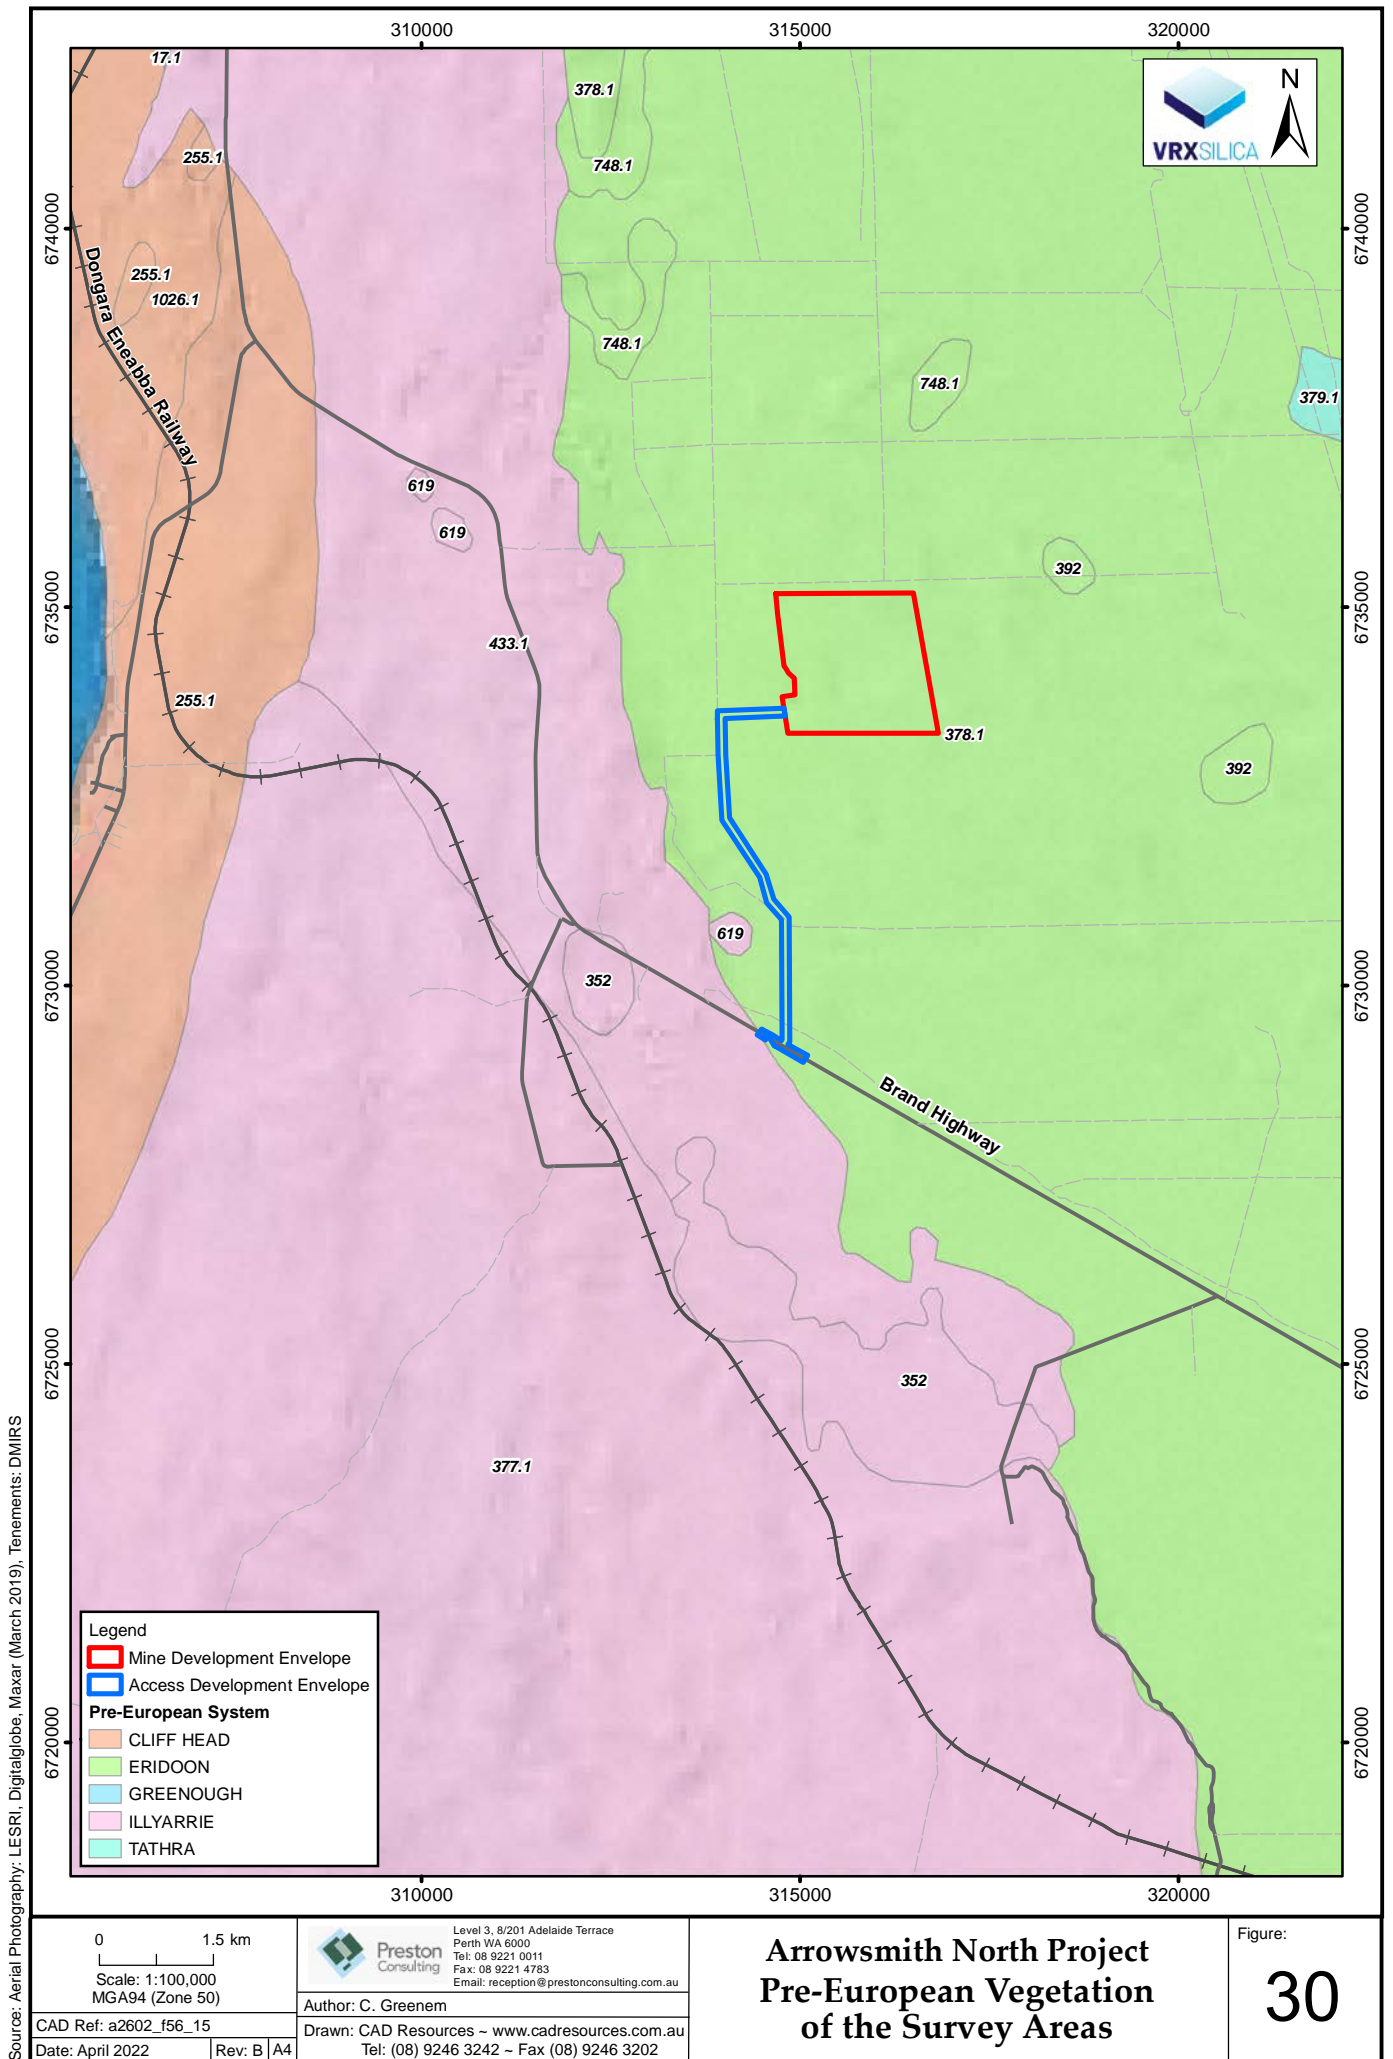 310000
315000
320000
17.1
378.1
255.1
748.1
N
VRXSILICA
6740000
6740000
Dongara Eneabba Railway
255.1
1026.1
748.1
748.1
379.1
619
619
392
6735000
6735000
433.1
255.1
378.1
392
619
352
6730000
6730000
Brand Highway
6725000
6725000
352
377.1
6720000
6720000
Legend
Mine Development Envelope
Access Development Envelope
Pre-European System
CLIFF HEAD
ERIDOON
GREENOUGH
ILLYARRIE
TATHRA
310000
315000
320000
Source: Aerial Photography: LESRI, Digitalglobe, Maxar (March 2019), Tenements: DMIRS
0 1.5 km
Scale: 1:100,000
MGA94 (Zone 50)
CAD Ref: a2602_f56_15
Date: April 2022
Rev: B
A4
Preston
Consulting
Level 3, 8/201 Adelaide Terrace
Perth WA 6000
Tel: 08 9221 0011
Fax: 08 9221 4783
Email: reception@prestonconsulting.com.au
Author: C. Greenem
Drawn: CAD Resources ~ www.cadresources.com.au
Tel: (08) 9246 3242 ~ Fax (08) 9246 3202
Arrowsmith North Project
Pre-European Vegetation
of the Survey Areas
Figure:
30